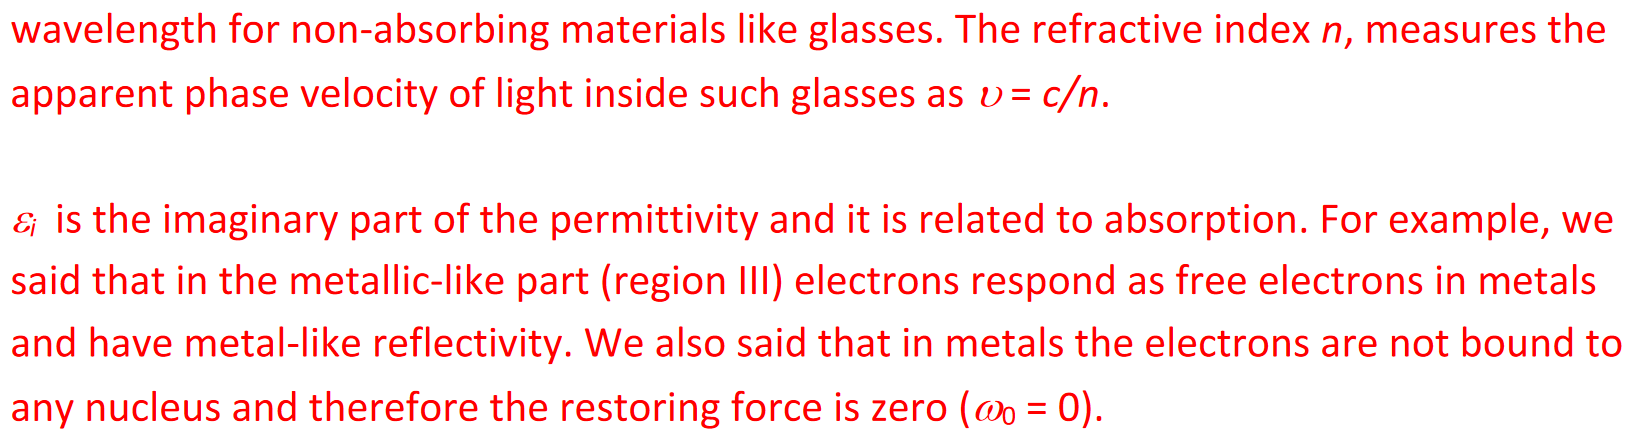 wavelength for non-absorbing materials like glasses. The refractive index n, measures the
apparent phase velocity of light inside such glasses as υ = c/n.
εi is the imaginary part of the permittivity and it is related to absorption. For example, we
said that in the metallic-like part (region III) electrons respond as free electrons in metals
and have metal-like reflectivity. We also said that in metals the electrons are not bound to
any nucleus and therefore the restoring force is zero (ω0 = 0).